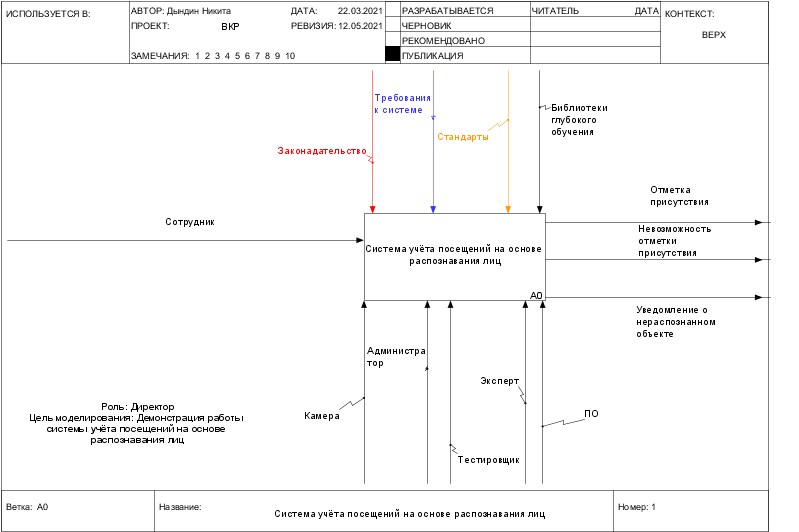 ИСПОЛЬЗУЕТСЯ В:
АВТОР: Дындин Никита
ДАТА: 22.03.2021
ПРОЕКТ: ВКР
РЕВИЗИЯ: 12.05.2021
ЗАМЕЧАНИЯ: 1 2 3 4 5 6 7 8 9 10
РАЗРАБАТЫВАЕТСЯ
ЧЕРНОВИК
РЕКОМЕНДОВАНО
ПУБЛИКАЦИЯ
ЧИТАТЕЛЬ
ДАТА
КОНТЕКСТ:
ВЕРХ
Требования
к системе
Библиотеки
глубокого
обучения
Стандарты
Законадательство
Отметка
присутствия
Сотрудник
Невозможность
отметки
присутствия
Система учёта посещений на основе
распознавания лиц
A0
Уведомление о
нераспознанном
объекте
Администра
тор
Эксперт
Камера
ПО
Тестировщик
Роль: Директор
Цель моделирования: Демонстрация работы
системы учёта посещений на основе
распознавания лиц
Ветка: A0
Название:
Система учёта посещений на основе распознавания лиц
Номер: 1